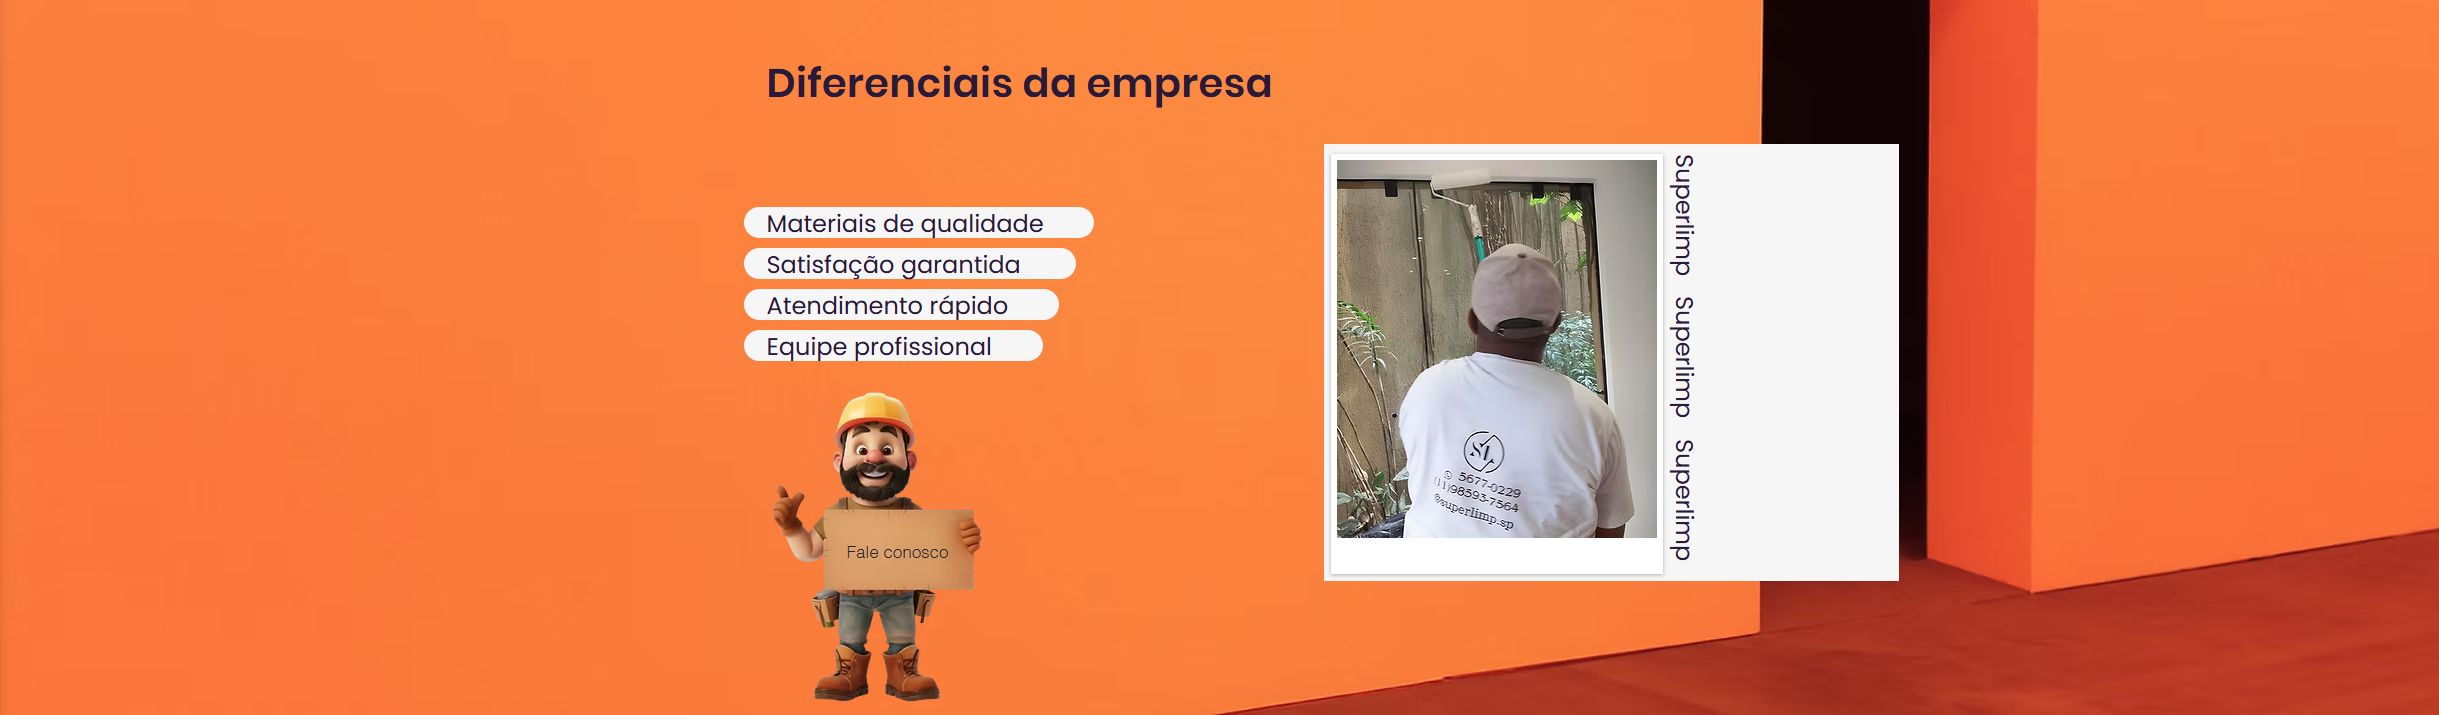 Diferenciais da empresa
Materiais de qualidade
Satisfação garantida
Atendimento rápido
Equipe profissional
Fale conosco
SL
5677-0229
(11)98593-7564
@superlimp.sp
Superlimp Superlimp Superlimp